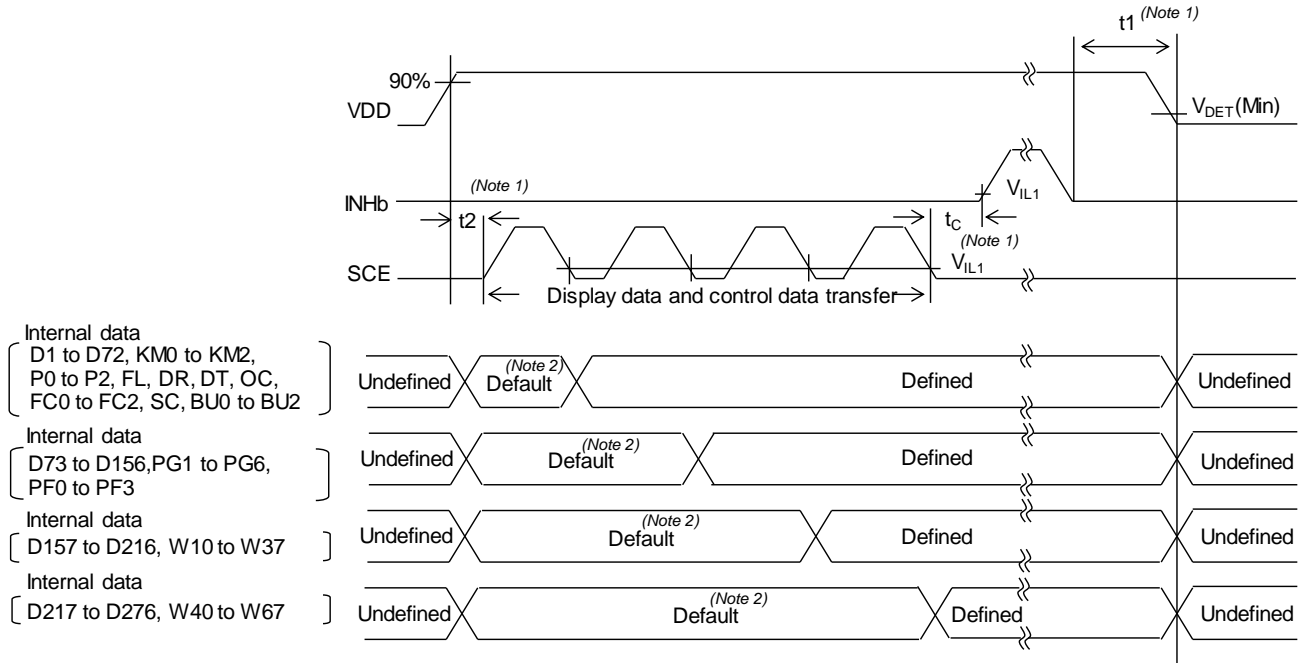 t1 (Note 1)
90%
VDD
VDET(Min)
INHb
(Note 1)
VIL1
t2
tC
(Note 1)
VIL1
SCE
Display data and control data transfer
Internal data
D1 to D72, KM0 to KM2,
P0 to P2, FL, DR, DT, OC,
FC0 to FC2, SC, BU0 to BU2
Undefined
(Note 2)
Default
Defined
Undefined
Internal data
D73 to D156,PG1 to PG6,
PF0 to PF3
Undefined
(Note 2)
Default
Defined
Undefined
Internal data
D157 to D216, W10 to W37
Undefined
(Note 2)
Default
Defined
Undefined
Internal data
D217 to D276, W40 to W67
Undefined
(Note 2)
Default
Defined
Undefined